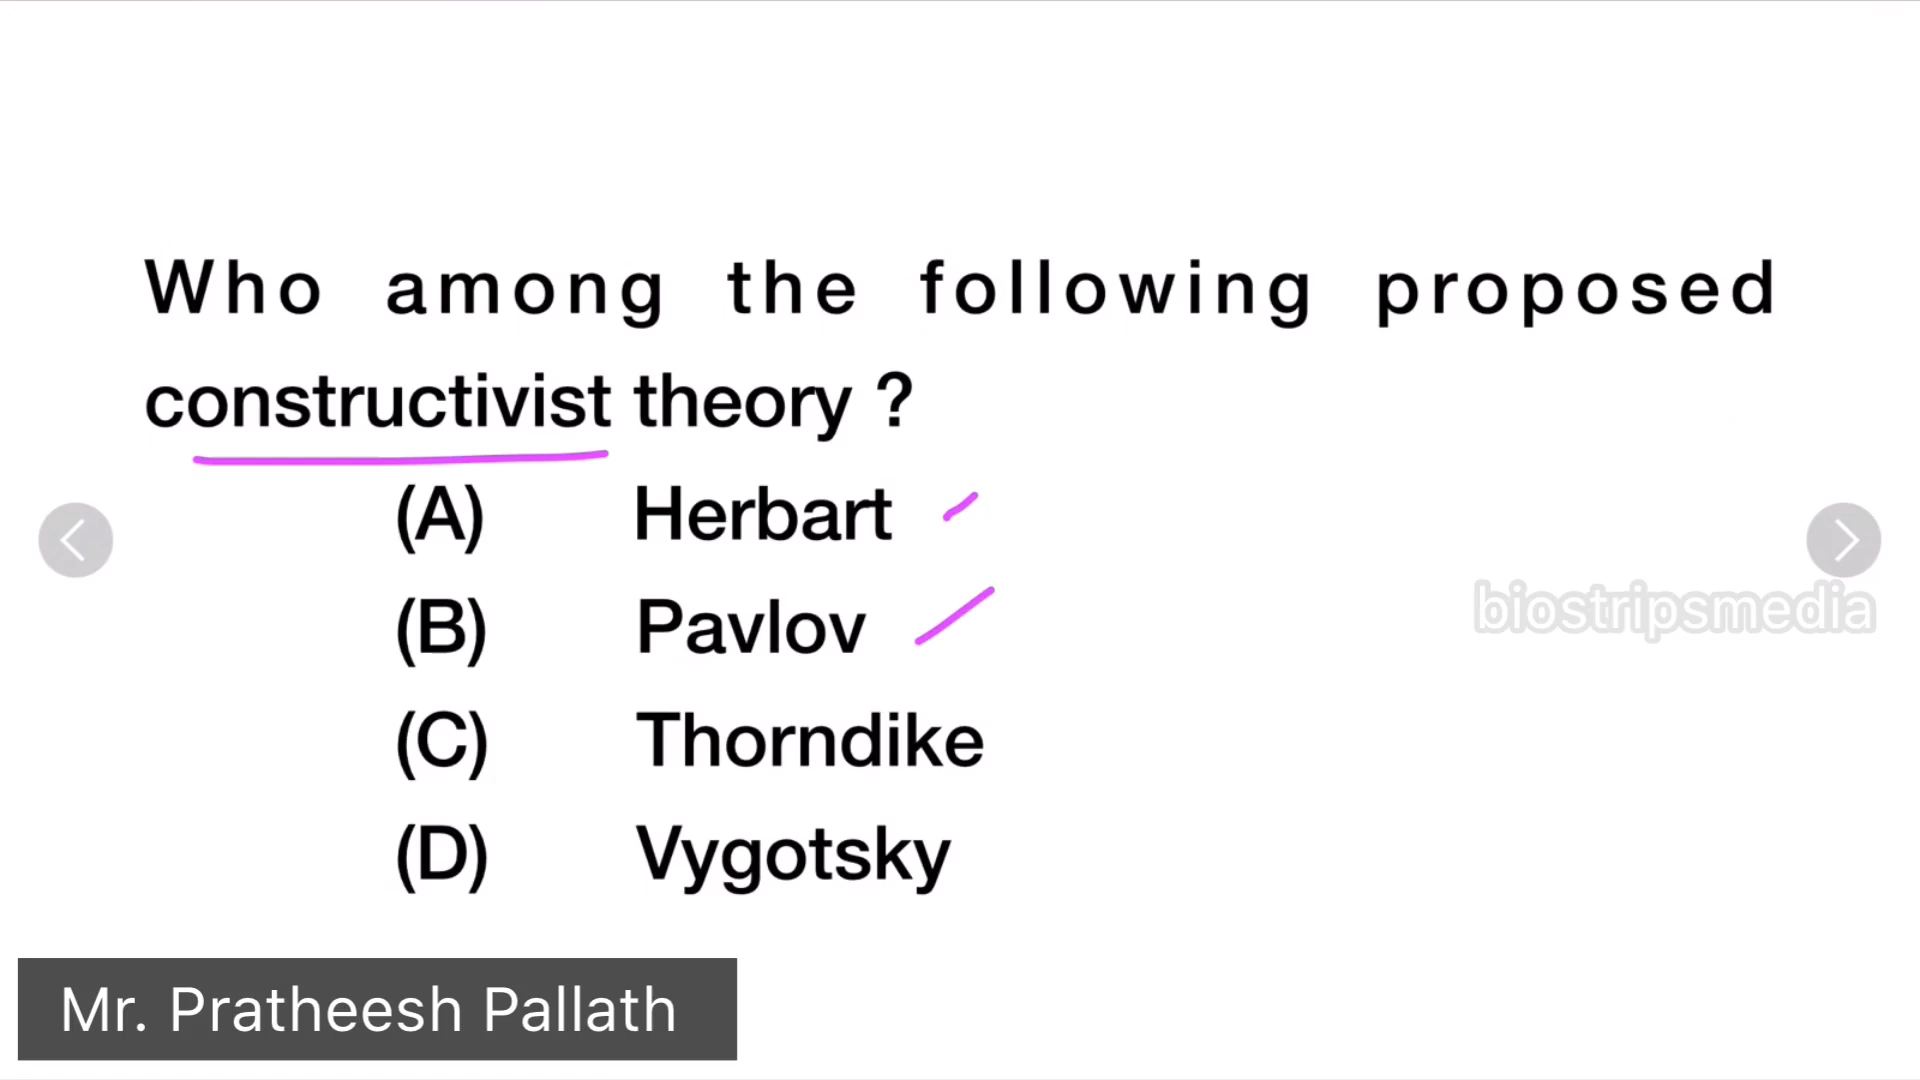 Who among the following proposed
constructivist theory ?
(A) Herbart
(B) Pavlov
biostripsmedia
(C) Thorndike
(D) Vygotsky
Mr. Pratheesh Pallath